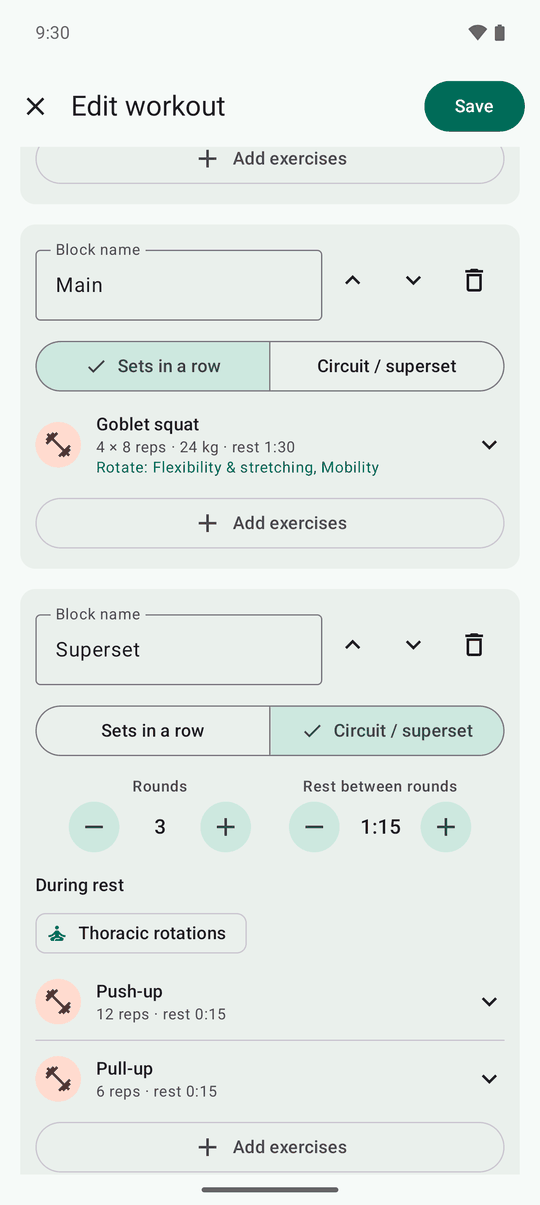 9:30
Edit workout
Save
Add exercises
Block name
Main
Sets in a row
Circuit / superset
Goblet squat
4 × 8 reps · 24 kg · rest 1:30
Rotate: Flexibility & stretching, Mobility
Add exercises
Block name
Superset
Sets in a row
Circuit / superset
Rounds
Rest between rounds
3
1:15
During rest
Thoracic rotations
Push-up
12 reps · rest 0:15
Pull-up
6 reps · rest 0:15
Add exercises